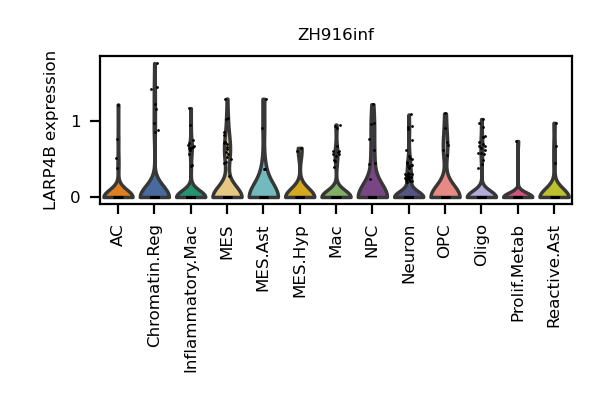 ZH916inf
LARP4B expression
1
0
AC
Chromatin.Reg
Inflammatory.Mac
MES
MES.Ast
MES.Hyp
Mac
NPC
Neuron
OPC
Oligo
Prolif.Metab
Reactive.Ast